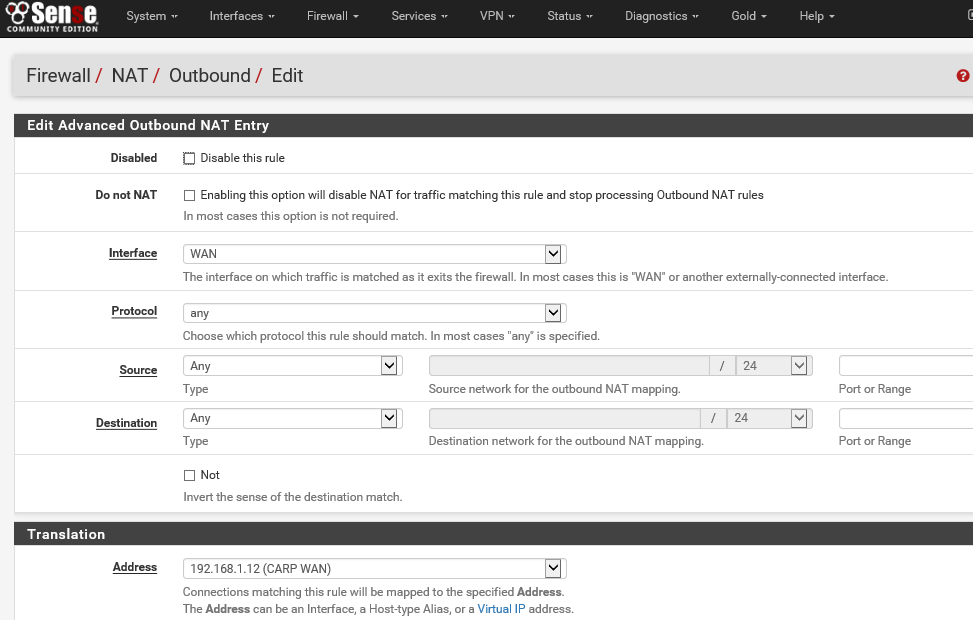 Sense
COMMUNITY EDITION
System Interfaces Firewall Services VPN Status Diagnostics Gold Help
Firewall / NAT / Outbound / Edit ?
Edit Advanced Outbound NAT Entry
Disabled Disable this rule
Do not NAT Enabling this option will disable NAT for traffic matching this rule and stop processing Outbound NAT rules
In most cases this option is not required.
Interface WAN
The interface on which traffic is matched as it exits the firewall. In most cases this is "WAN" or another externally-connected interface.
Protocol any
Choose which protocol this rule should match. In most cases "any" is specified.
Source Any / 24
Type Source network for the outbound NAT mapping. Port or Range
Destination Any / 24
Type Destination network for the outbound NAT mapping. Port or Range
Not
Invert the sense of the destination match.
Translation
Address 192.168.1.12 (CARP WAN)
Connections matching this rule will be mapped to the specified Address.
The Address can be an Interface, a Host-type Alias, or a Virtual IP address.